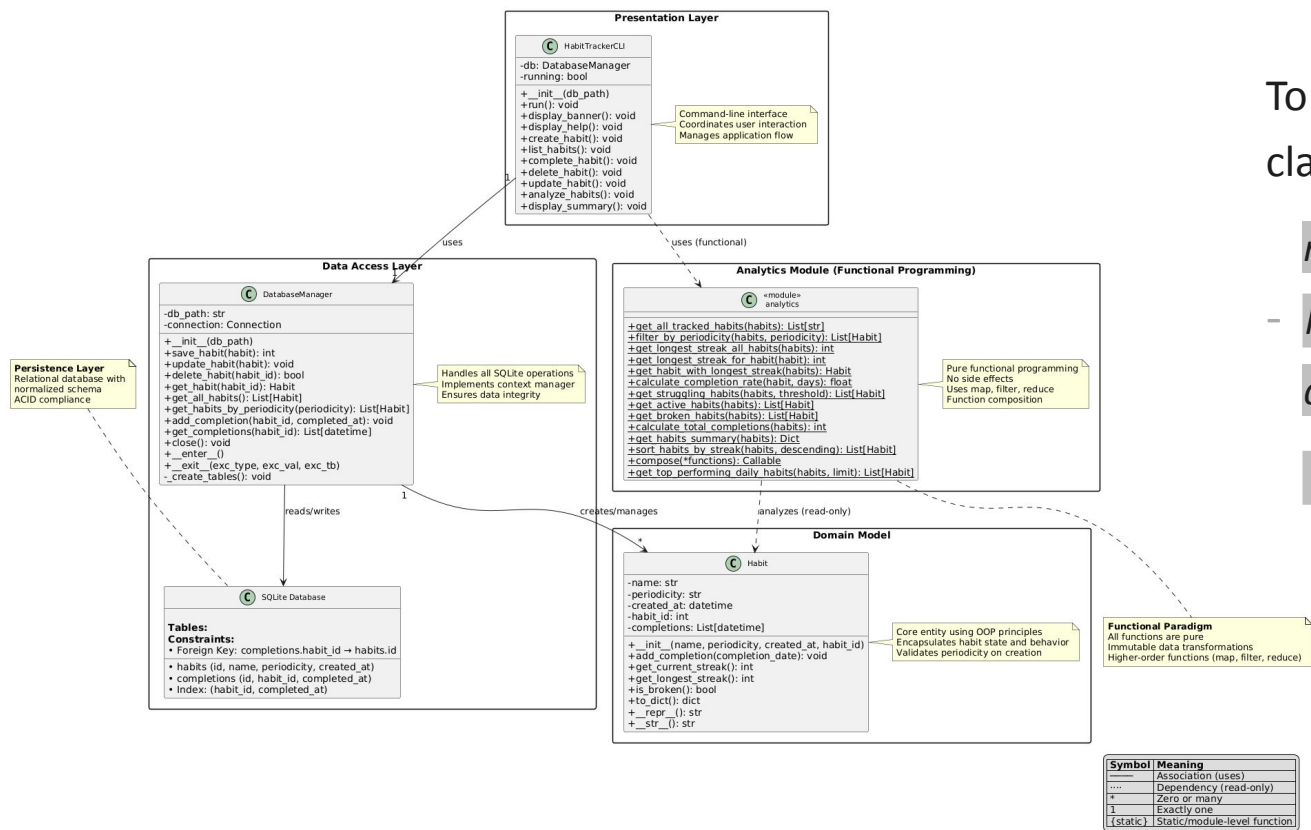 Presentation Layer
C HabitTrackerCLI
-db: DatabaseManager
-running: bool
+__init__(db_path)
+run(): void
+display_banner(): void
+display_help(): void
+create_habit(): void
+list_habits(): void
+complete_habit(): void
+delete_habit(): void
+update_habit(): void
+analyze_habits(): void
+display_summary(): void
Command-line interface
Coordinates user interaction
Manages application flow
To
cla
1
uses
uses (functional)
1
Data Access Layer
C DatabaseManager
-db_path: str
-connection: Connection
+__init__(db_path)
+save_habit(habit): int
+update_habit(habit): void
+delete_habit(habit_id): bool
+get_habit(habit_id): Habit
+get_all_habits(): List[Habit]
+get_habits_by_periodicity(periodicity): List[Habit]
+add_completion(habit_id, completed_at): void
+get_completions(habit_id): List[datetime]
+close(): void
+__enter__()
+__exit__(exc_type, exc_val, exc_tb)
-_create_tables(): void
Handles all SQLite operations
Implements context manager
Ensures data integrity
Persistence Layer
Relational database with
normalized schema
ACID compliance
Analytics Module (Functional Programming)
C «module»
analytics
+get_all_tracked_habits(habits): List[str]
+filter_by_periodicity(habits, periodicity): List[Habit]
+get_longest_streak_all_habits(habits): int
+get_longest_streak_for_habit(habit): int
+get_habit_with_longest_streak(habits): Habit
+calculate_completion_rate(habit, days): float
+get_struggling_habits(habits, threshold): List[Habit]
+get_active_habits(habits): List[Habit]
+get_broken_habits(habits): List[Habit]
+calculate_total_completions(habits): int
+get_habits_summary(habits): Dict
+sort_habits_by_streak(habits, descending): List[Habit]
+compose(*functions): Callable
+get_top_performing_daily_habits(habits, limit): List[Habit]
Pure functional programming
No side effects
Uses map, filter, reduce
Function composition
reads/writes
1
creates/manages
*
analyzes (read-only)
C SQLite Database
Tables:
Constraints:
• Foreign Key: completions.habit_id → habits.id
• habits (id, name, periodicity, created_at)
• completions (id, habit_id, completed_at)
• Index: (habit_id, completed_at)
Domain Model
C Habit
-name: str
-periodicity: str
-created_at: datetime
-habit_id: int
-completions: List[datetime]
+__init__(name, periodicity, created_at, habit_id)
+add_completion(completion_date): void
+get_current_streak(): int
+get_longest_streak(): int
+is_broken(): bool
+to_dict(): dict
+__repr__(): str
+__str__(): str
Core entity using OOP principles
Encapsulates habit state and behavior
Validates periodicity on creation
Functional Paradigm
All functions are pure
Immutable data transformations
Higher-order functions (map, filter, reduce)
Symbol Meaning
—— Association (uses)
···· Dependency (read-only)
* Zero or many
1 Exactly one
{static} Static/module-level function